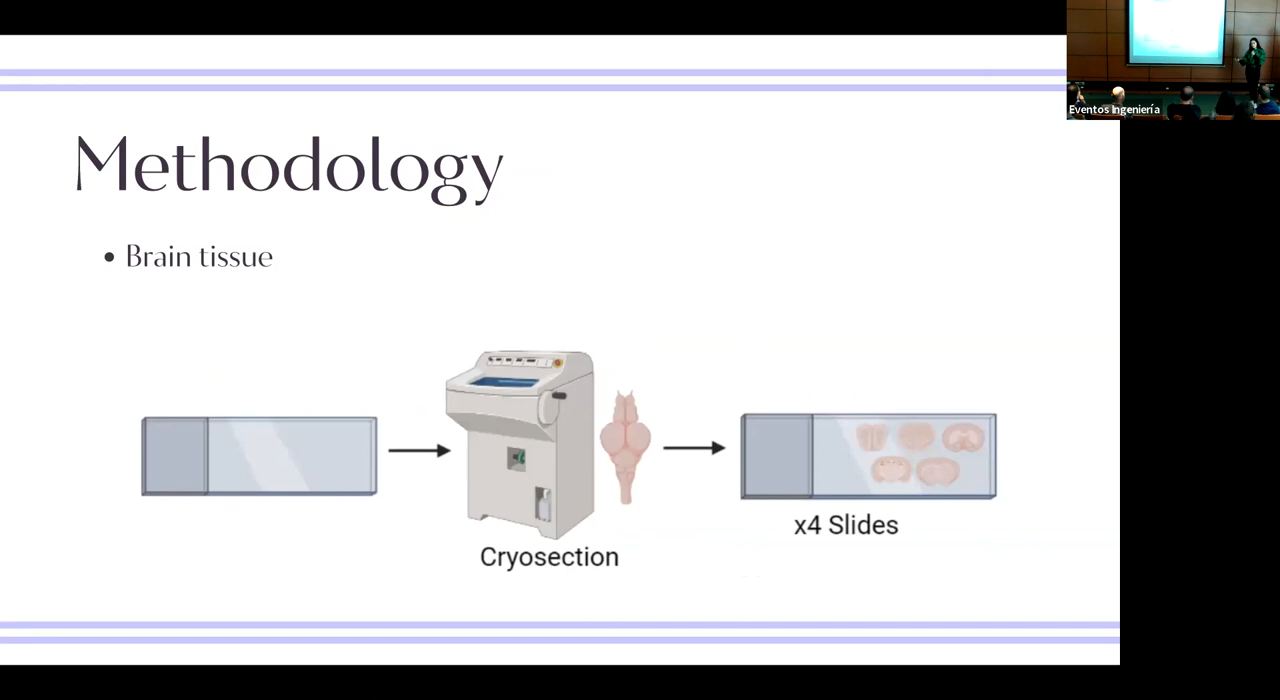 Eventos Ingeniería
Methodology
• Brain tissue
Cryosection
x4 Slides